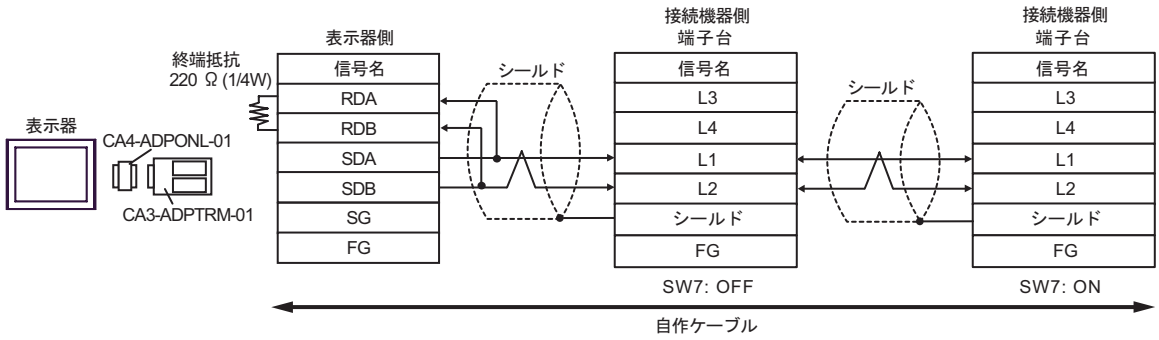 表示器
CA4-ADPONL-01
CA3-ADPTRM-01
終端抵抗
220 Ω (1/4W)
表示器側
信号名
RDA
RDB
SDA
SDB
SG
FG
シールド
接続機器側
端子台
信号名
L3
L4
L1
L2
シールド
FG
SW7: OFF
シールド
接続機器側
端子台
信号名
L3
L4
L1
L2
シールド
FG
SW7: ON
自作ケーブル